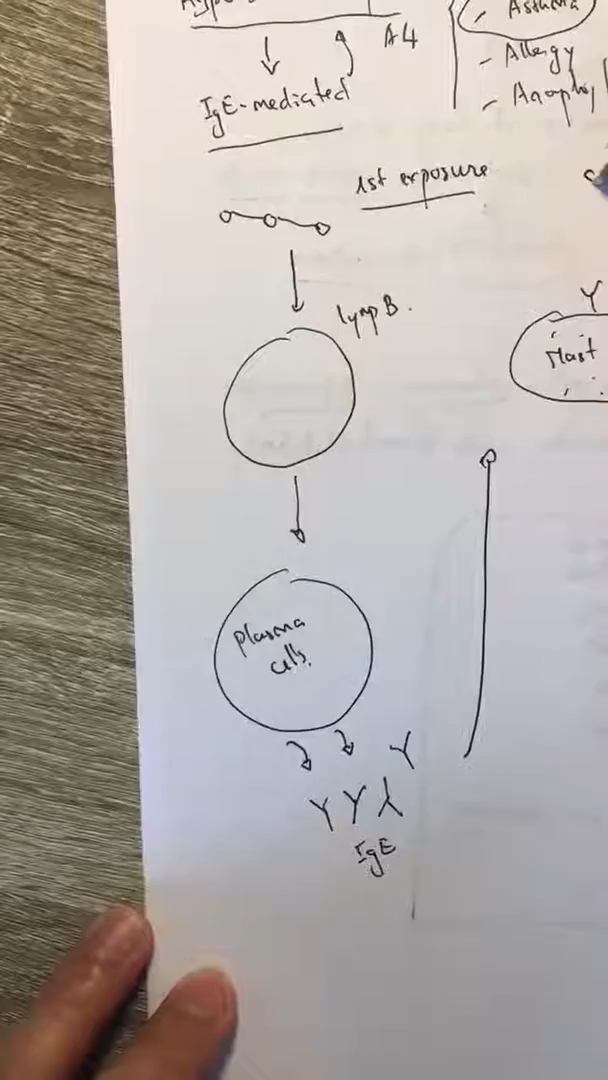 A4
- Asthma
- Allergy
IgE-mediated
1st exposure
lymp B.
Mast
Plasma
cells.
IgE